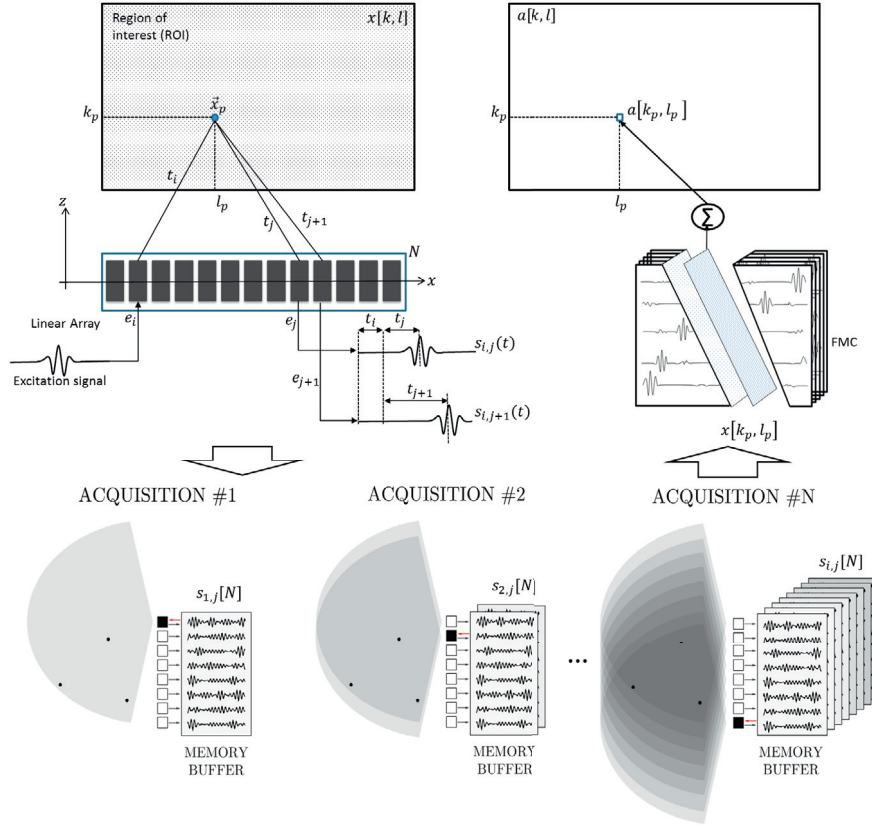 Region of
interest (ROI)
x[k, l]
k_p
x⃗_p
t_i
l_p
t_j
t_{j+1}
z
N
x
Linear Array
Excitation signal
e_i
e_j
e_{j+1}
t_i
t_j
s_{i,j}(t)
t_{j+1}
s_{i,j+1}(t)
a[k, l]
k_p
a[k_p, l_p]
l_p
Σ
FMC
x[k_p, l_p]
ACQUISITION #1
s_{1,j}[N]
MEMORY
BUFFER
ACQUISITION #2
s_{2,j}[N]
MEMORY
BUFFER
...
ACQUISITION #N
s_{i,j}[N]
MEMORY
BUFFER